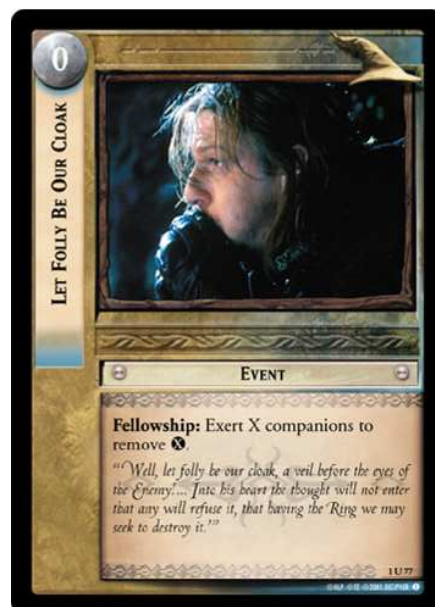 0
LET FOLLY BE OUR CLOAK
EVENT
Fellowship: Exert X companions to
remove X.
“‘Well, let folly be our cloak, a veil before the eyes of
the Enemy!... Into his heart the thought will not enter
that any will refuse it, that having the Ring we may
seek to destroy it.’”
1 U 77